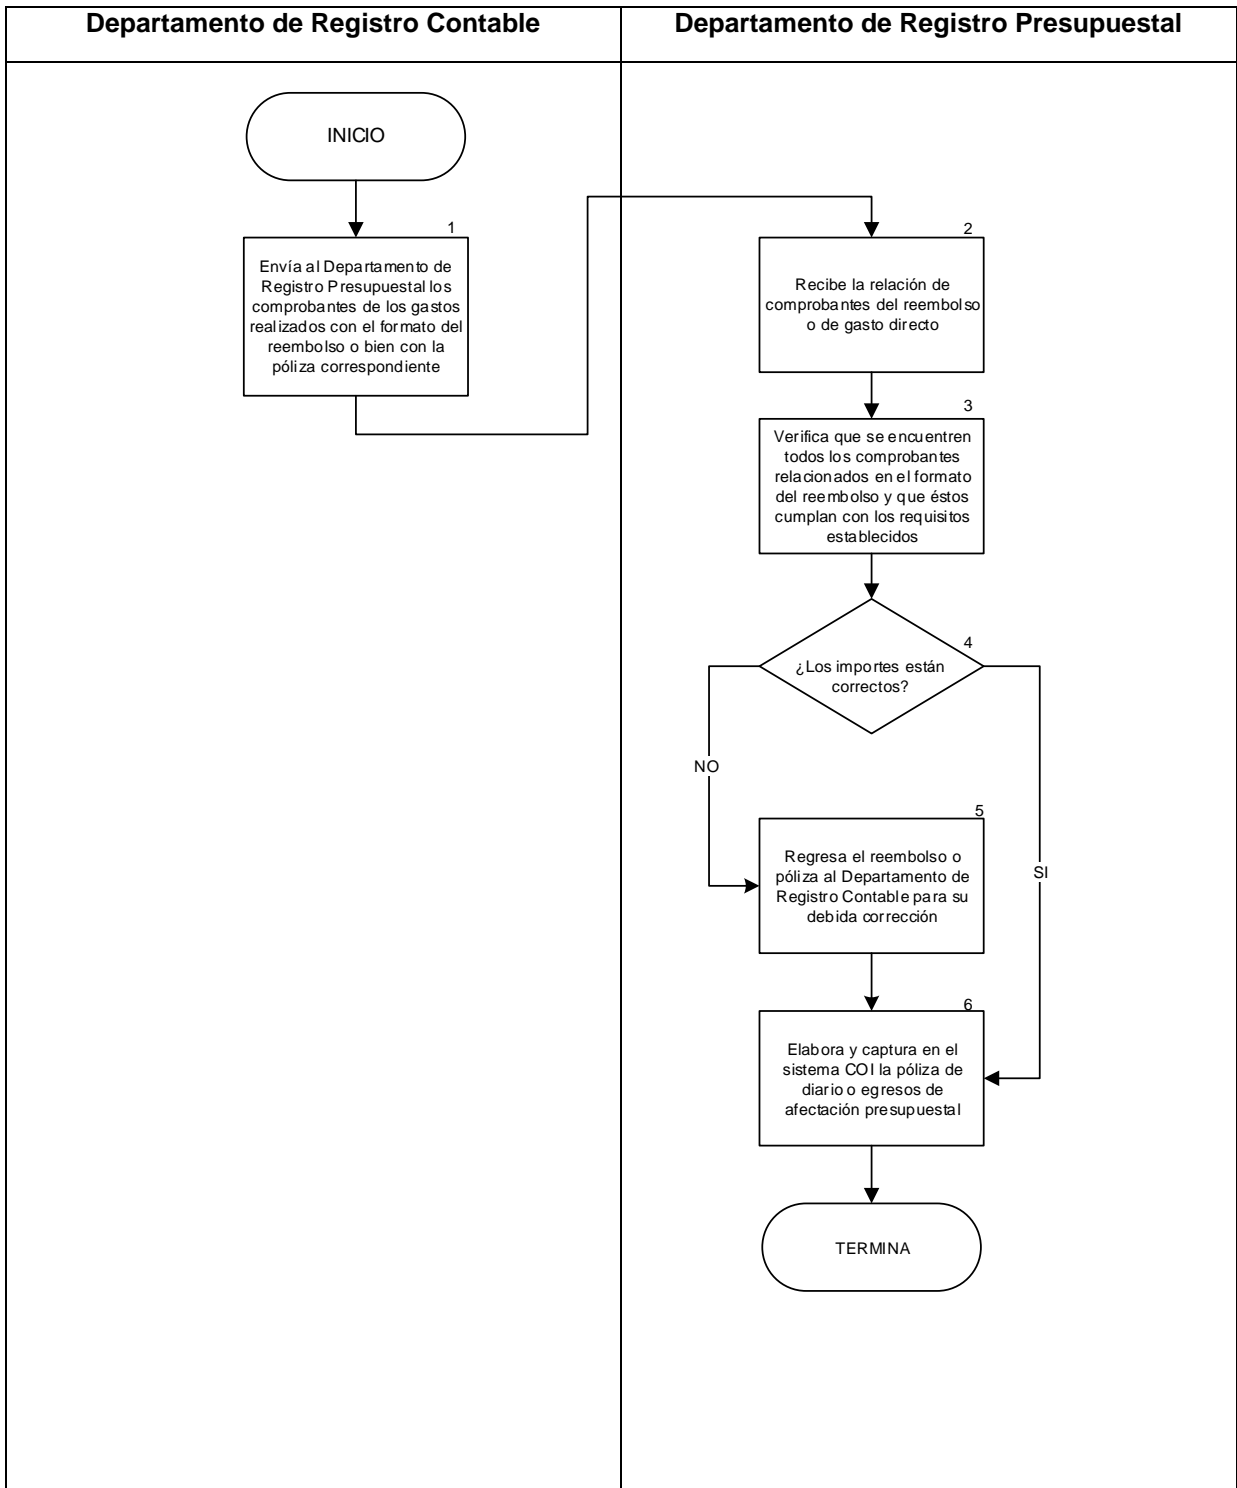 Departamento de Registro Contable
Departamento de Registro Presupuestal
INICIO
1
Envía al Departamento de
Registro Presupuestal los
comprobantes de los gastos
realizados con el formato del
reembolso o bien con la
póliza correspondiente
2
Recibe la relación de
comprobantes del reembolso
o de gasto directo
3
Verifica que se encuentren
todos los comprobantes
relacionados en el formato
del reembolso y que éstos
cumplan con los requisitos
establecidos
4
¿Los importes están
correctos?
NO
SI
5
Regresa el reembolso o
póliza al Departamento de
Registro Contable para su
debida corrección
6
Elabora y captura en el
sistema COI la póliza de
diario o egresos de
afectación presupuestal
TERMINA